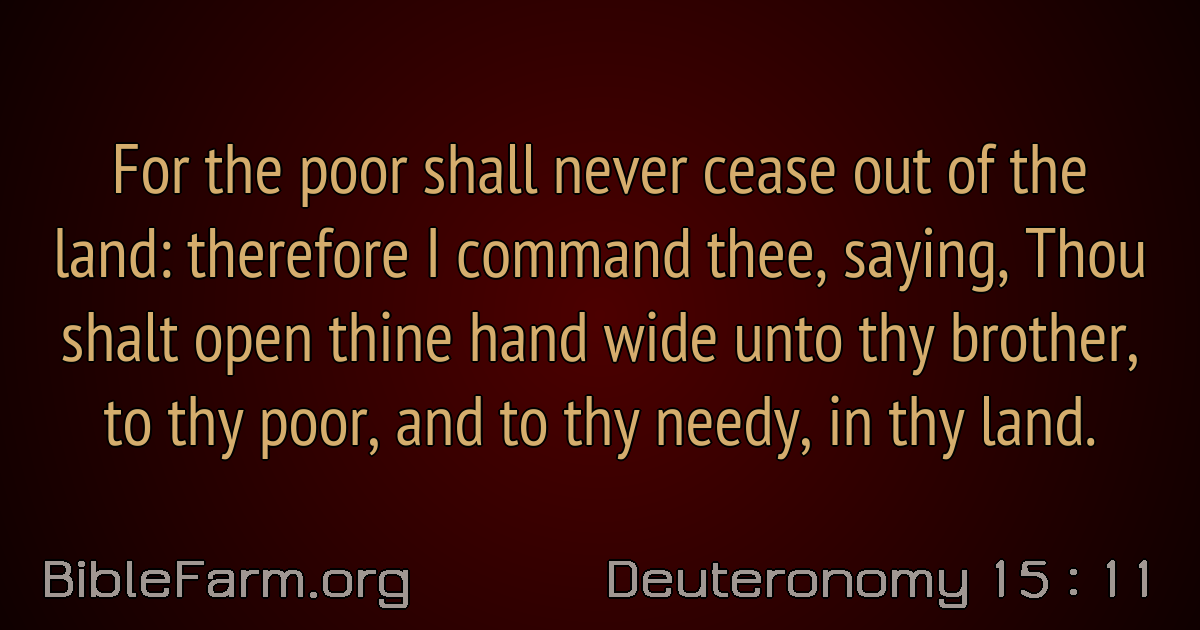 For the poor shall never cease out of the
land: therefore I command thee, saying, Thou
shalt open thine hand wide unto thy brother,
to thy poor, and to thy needy, in thy land.
BibleFarm.org
Deuteronomy 15 : 11